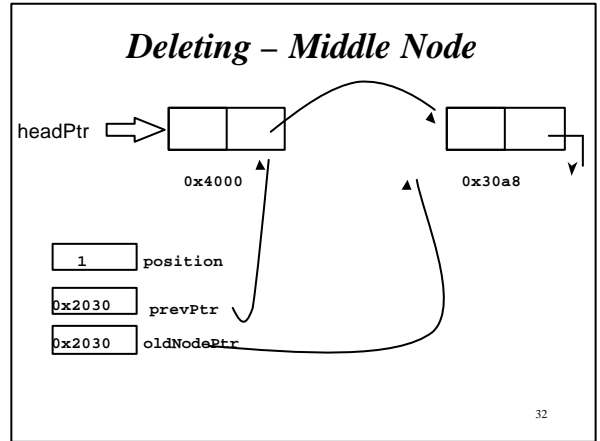 Deleting – Middle Node
headPtr
0x4000 0x30a8
1 position
0x2030 prevPtr
0x2030 oldNodePtr
32